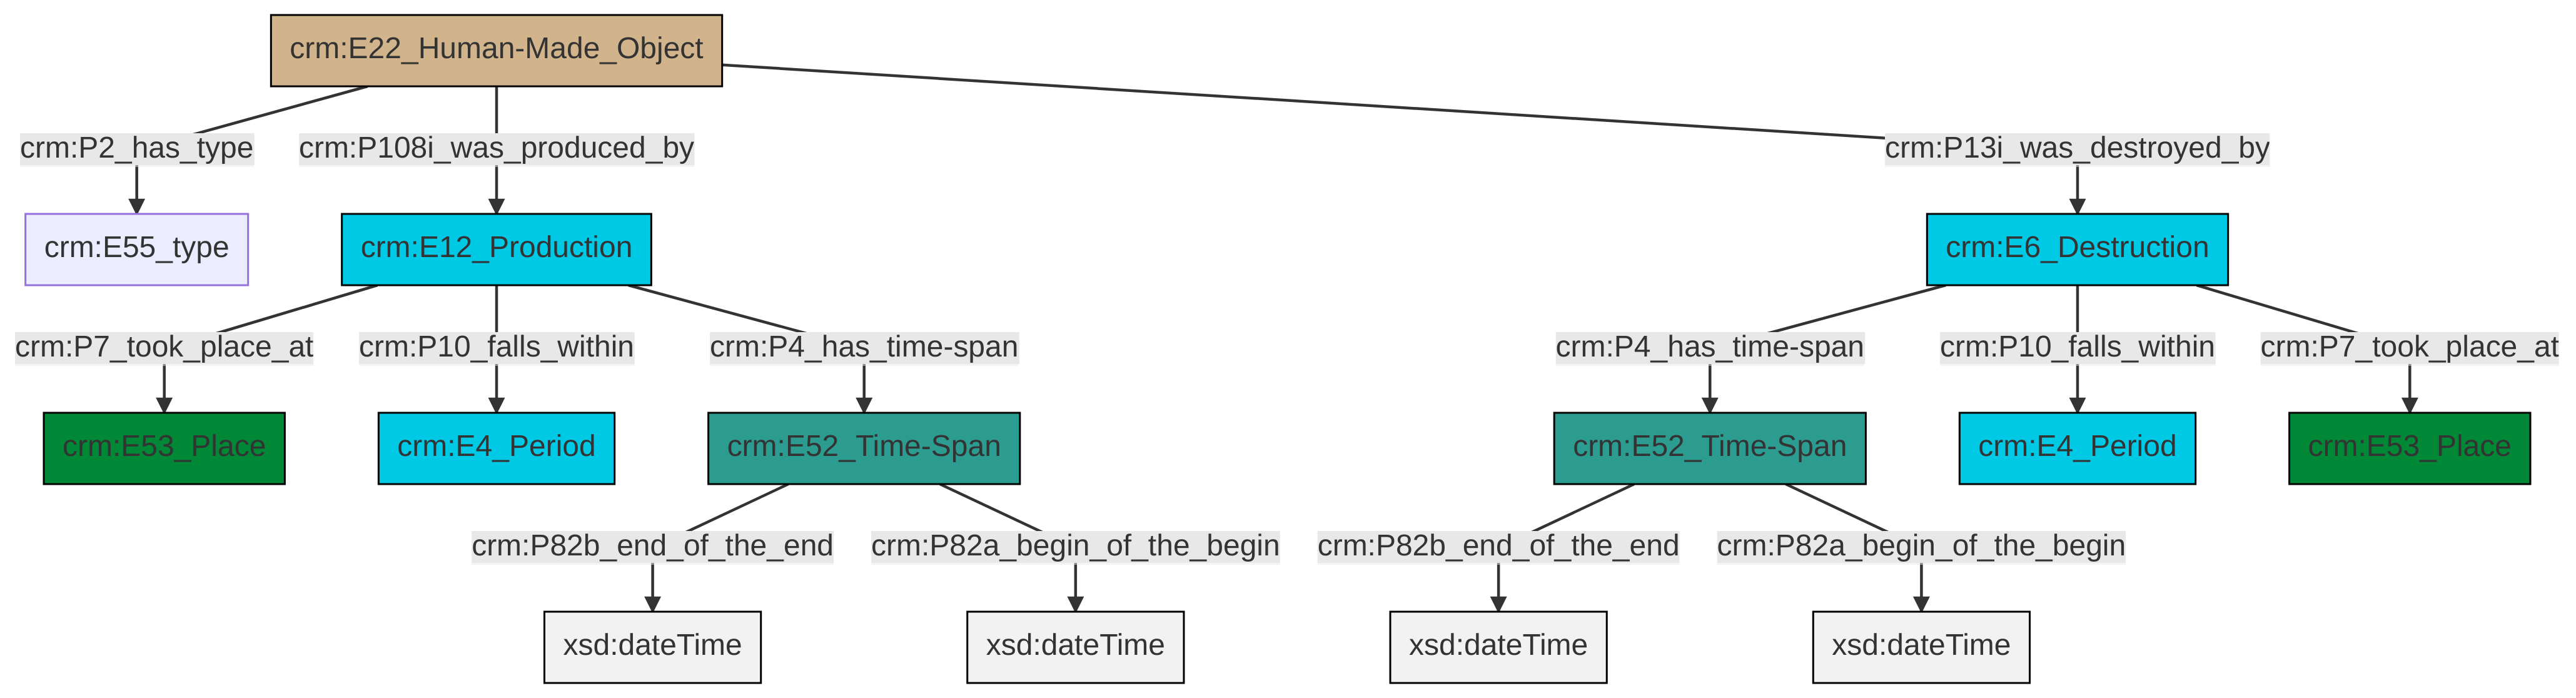 crm:E22_Human-Made_Object
crm:P2_has_type
crm:P108i_was_produced_by
crm:P13i_was_destroyed_by
crm:E55_type
crm:E12_Production
crm:E6_Destruction
crm:P7_took_place_at
crm:P10_falls_within
crm:P4_has_time-span
crm:P4_has_time-span
crm:P10_falls_within
crm:P7_took_place_at
crm:E53_Place
crm:E4_Period
crm:E52_Time-Span
crm:E52_Time-Span
crm:E4_Period
crm:E53_Place
crm:P82b_end_of_the_end
crm:P82a_begin_of_the_begin
crm:P82b_end_of_the_end
crm:P82a_begin_of_the_begin
xsd:dateTime
xsd:dateTime
xsd:dateTime
xsd:dateTime